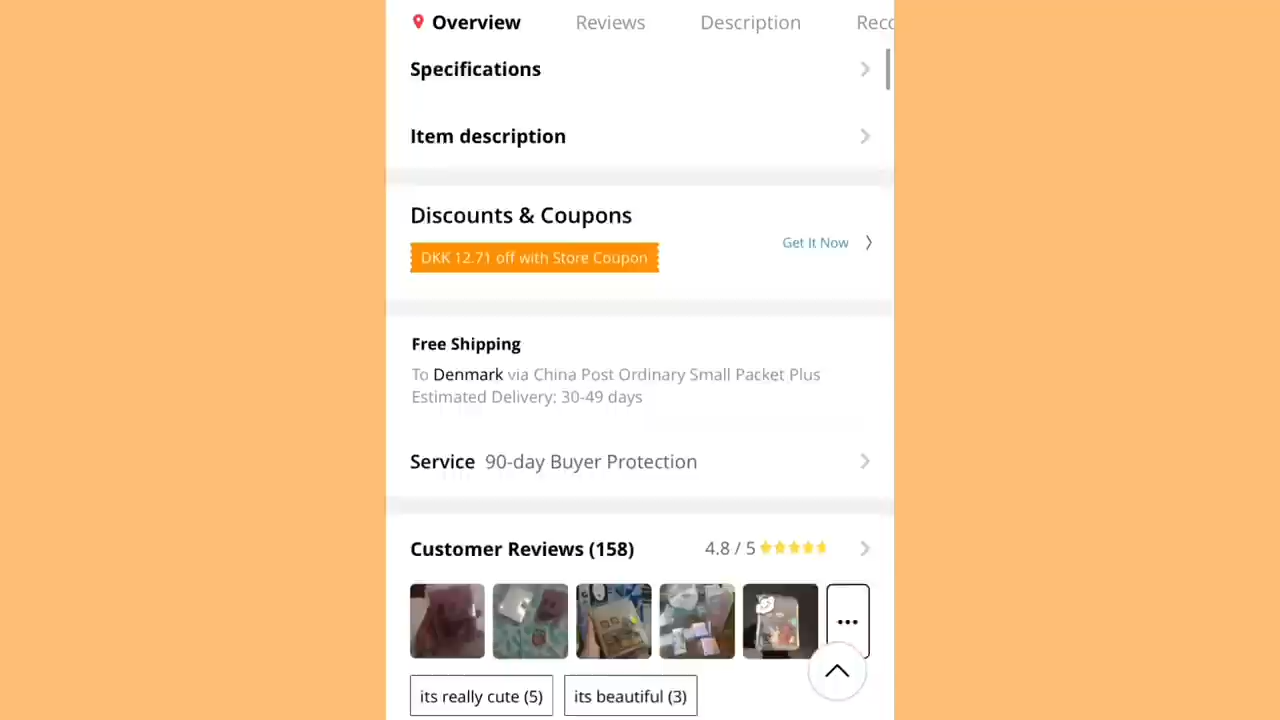 Overview Reviews Description Reco
Specifications
Item description
Discounts & Coupons
DKK 12.71 off with Store Coupon
Get It Now
Free Shipping
To Denmark via China Post Ordinary Small Packet Plus
Estimated Delivery: 30-49 days
Service 90-day Buyer Protection
Customer Reviews (158) 4.8 / 5
its really cute (5) its beautiful (3)